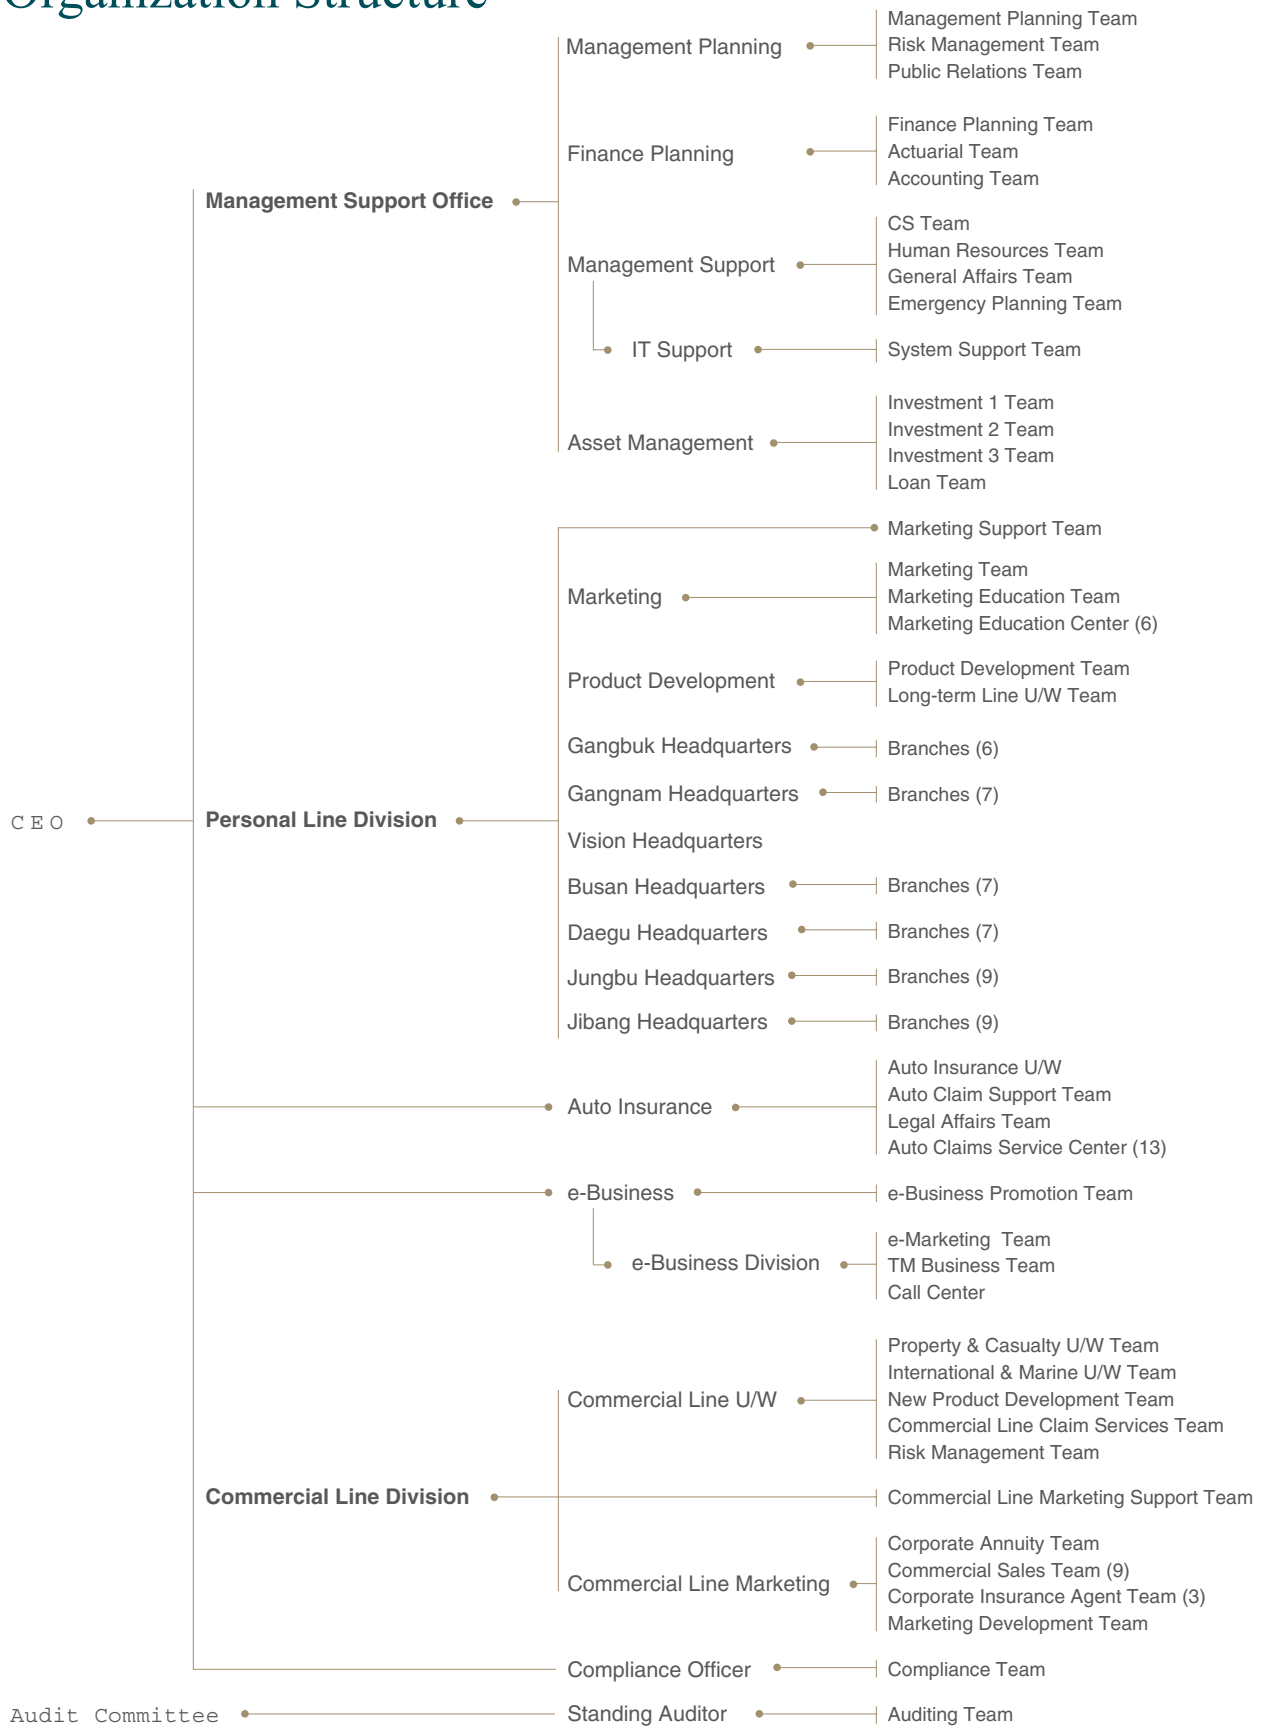 Organization Structure
Management Planning
Management Planning Team
Risk Management Team
Public Relations Team
Finance Planning
Finance Planning Team
Actuarial Team
Accounting Team
Management Support Office
Management Support
CS Team
Human Resources Team
General Affairs Team
Emergency Planning Team
IT Support
System Support Team
Asset Management
Investment 1 Team
Investment 2 Team
Investment 3 Team
Loan Team
Marketing Support Team
Marketing
Marketing Team
Marketing Education Team
Marketing Education Center (6)
Product Development
Product Development Team
Long-term Line U/W Team
Gangbuk Headquarters
Branches (6)
Gangnam Headquarters
Branches (7)
CEO
Personal Line Division
Vision Headquarters
Busan Headquarters
Branches (7)
Daegu Headquarters
Branches (7)
Jungbu Headquarters
Branches (9)
Jibang Headquarters
Branches (9)
Auto Insurance
Auto Insurance U/W
Auto Claim Support Team
Legal Affairs Team
Auto Claims Service Center (13)
e-Business
e-Business Promotion Team
e-Business Division
e-Marketing Team
TM Business Team
Call Center
Commercial Line U/W
Property & Casualty U/W Team
International & Marine U/W Team
New Product Development Team
Commercial Line Claim Services Team
Risk Management Team
Commercial Line Division
Commercial Line Marketing Support Team
Commercial Line Marketing
Corporate Annuity Team
Commercial Sales Team (9)
Corporate Insurance Agent Team (3)
Marketing Development Team
Compliance Officer
Compliance Team
Audit Committee
Standing Auditor
Auditing Team